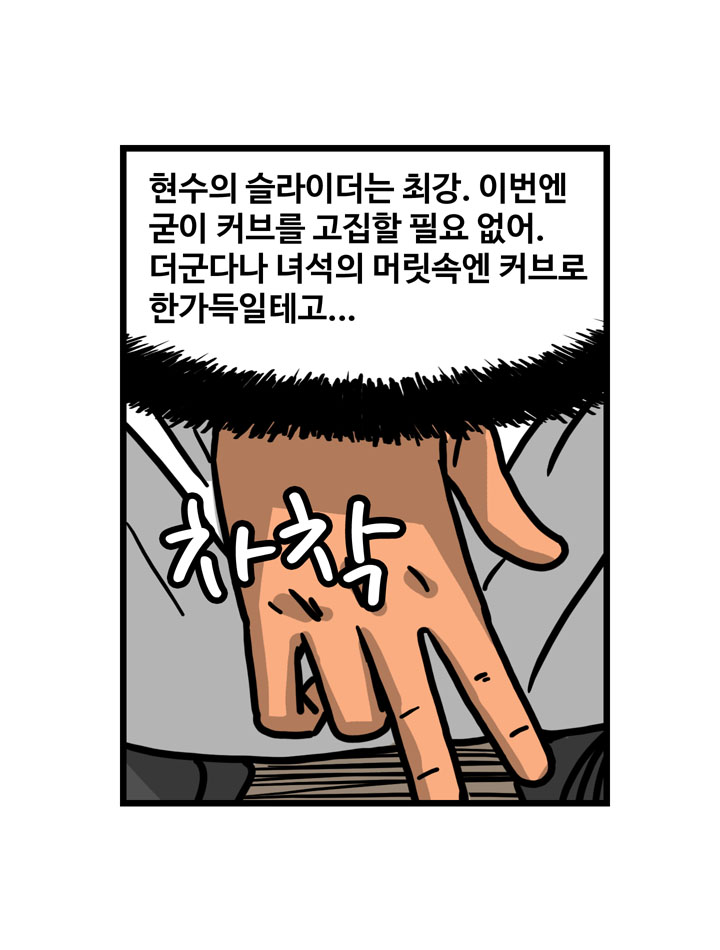 현수의 슬라이더는 최강. 이번엔
굳이 커브를 고집할 필요 없어.
더군다나 녀석의 머릿속엔 커브로
한가득일테고...
차착